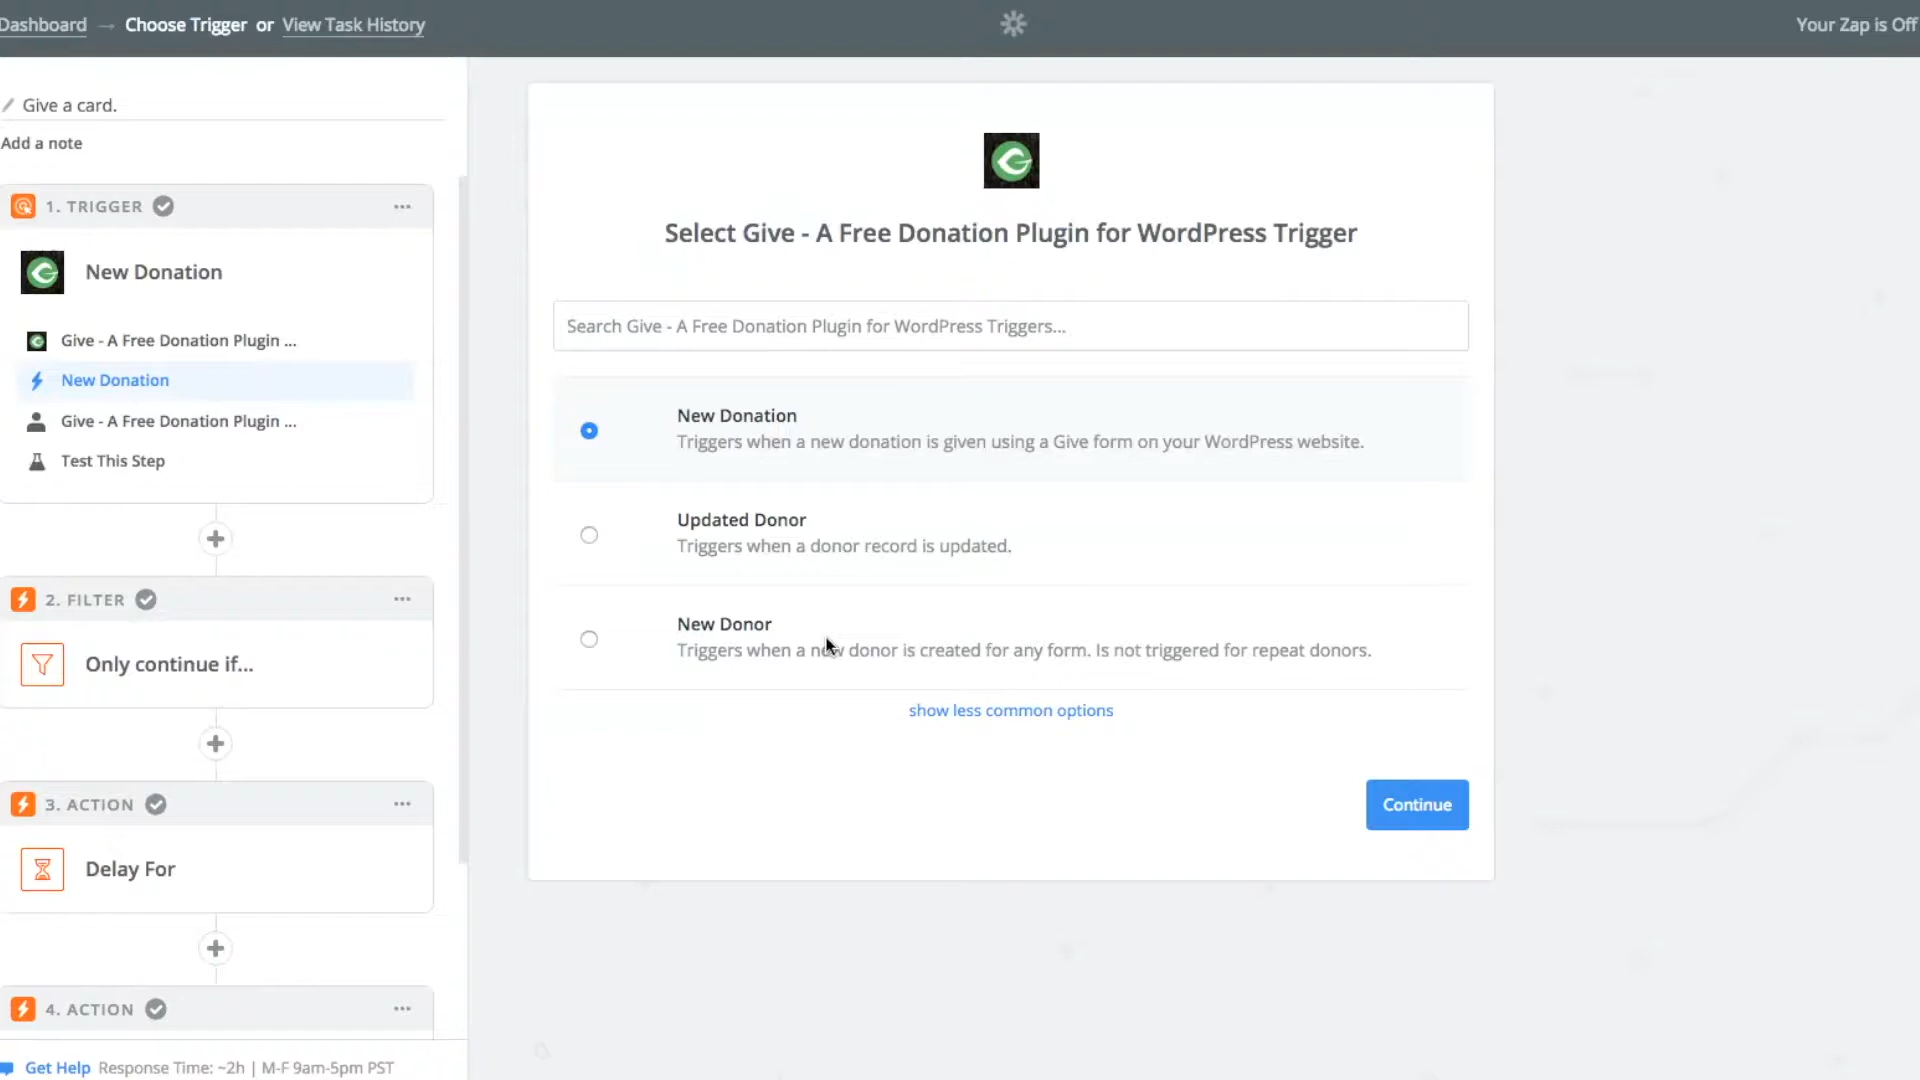 Dashboard → Choose Trigger or View Task History
Your Zap is Off
Give a card.
Add a note
1. TRIGGER
New Donation
Give - A Free Donation Plugin ...
New Donation
Give - A Free Donation Plugin ...
Test This Step
2. FILTER
Only continue if...
3. ACTION
Delay For
4. ACTION
Get Help Response Time: ~2h | M-F 9am-5pm PST
Select Give - A Free Donation Plugin for WordPress Trigger
Search Give - A Free Donation Plugin for WordPress Triggers...
New Donation
Triggers when a new donation is given using a Give form on your WordPress website.
Updated Donor
Triggers when a donor record is updated.
New Donor
Triggers when a new donor is created for any form. Is not triggered for repeat donors.
show less common options
Continue